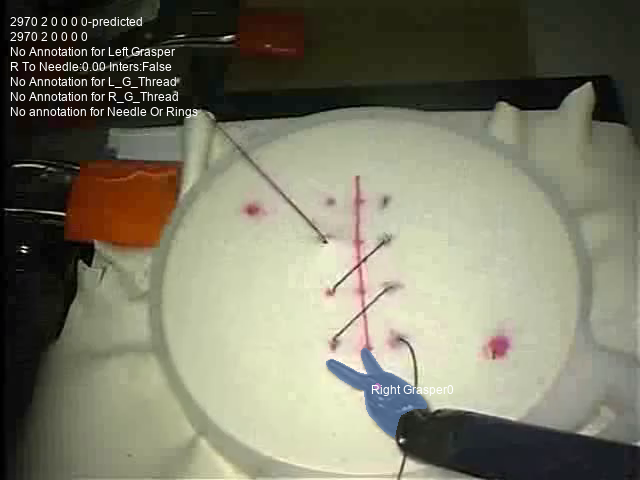 2970 2 0 0 0 0-predicted
2970 2 0 0 0 0
No Annotation for Left Grasper
R To Needle:0.00 Inters:False
No Annotation for L_G_Thread
No Annotation for R_G_Thread
No annotation for Needle Or Rings
Right Grasper0